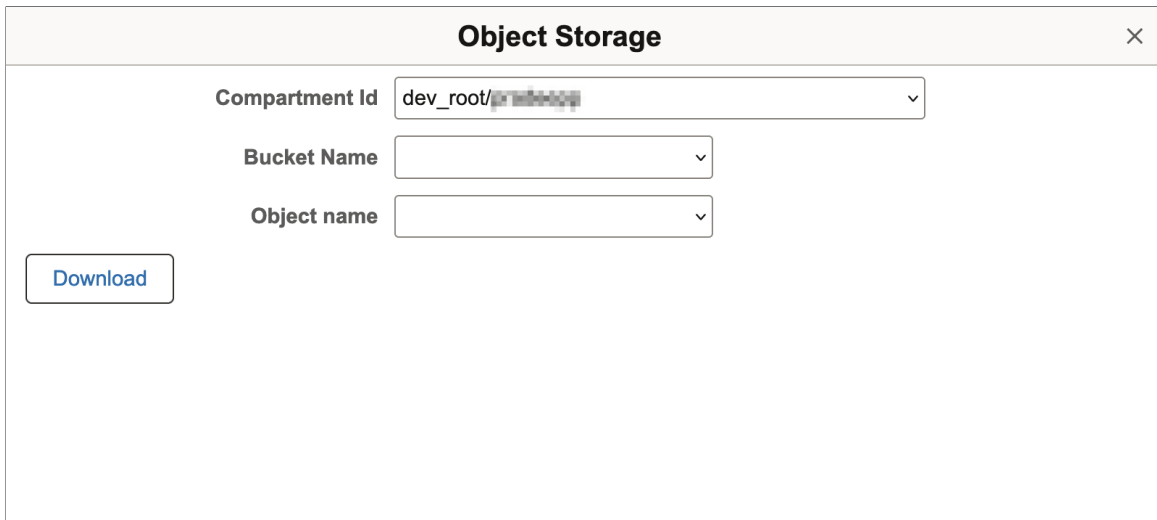 Object Storage
Compartment Id dev_root/
Bucket Name
Object name
Download